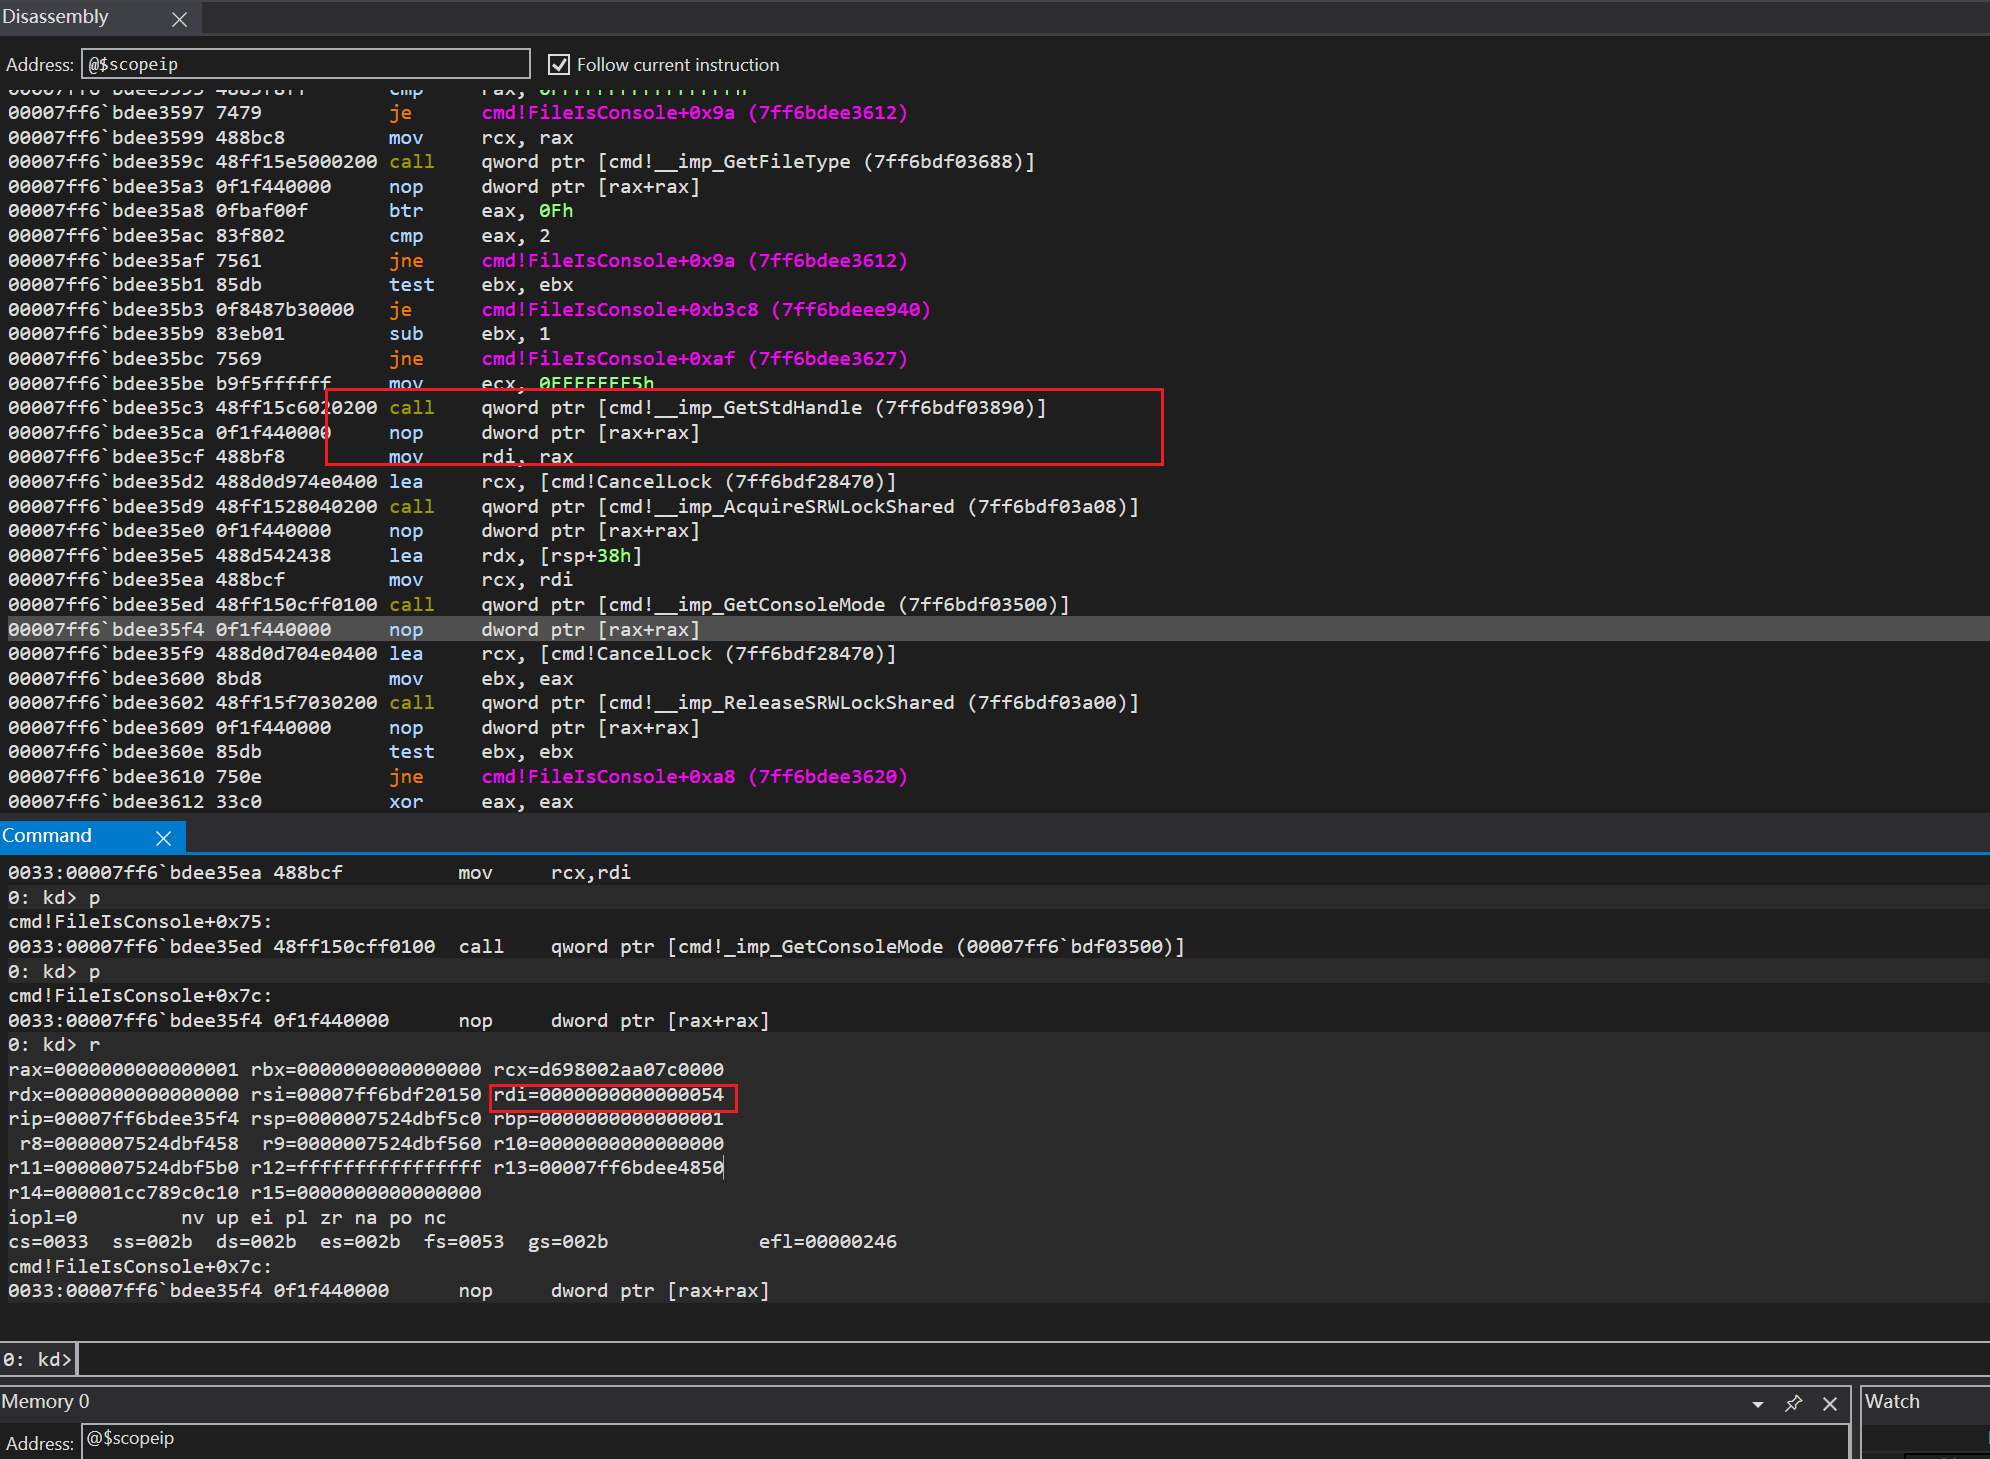 Disassembly
Address: @$scopeip Follow current instruction
00007ff6`bdee3597 7479 je cmd!FileIsConsole+0x9a (7ff6bdee3612)
00007ff6`bdee3599 488bc8 mov rcx, rax
00007ff6`bdee359c 48ff15e5000200 call qword ptr [cmd!__imp_GetFileType (7ff6bdf03688)]
00007ff6`bdee35a3 0f1f440000 nop dword ptr [rax+rax]
00007ff6`bdee35a8 0fbaf00f btr eax, 0Fh
00007ff6`bdee35ac 83f802 cmp eax, 2
00007ff6`bdee35af 7561 jne cmd!FileIsConsole+0x9a (7ff6bdee3612)
00007ff6`bdee35b1 85db test ebx, ebx
00007ff6`bdee35b3 0f8487b30000 je cmd!FileIsConsole+0xb3c8 (7ff6bdeee940)
00007ff6`bdee35b9 83eb01 sub ebx, 1
00007ff6`bdee35bc 7569 jne cmd!FileIsConsole+0xaf (7ff6bdee3627)
00007ff6`bdee35be b9f5ffffff mov ecx, 0FFFFFFF5h
00007ff6`bdee35c3 48ff15c6020200 call qword ptr [cmd!__imp_GetStdHandle (7ff6bdf03890)]
00007ff6`bdee35ca 0f1f440000 nop dword ptr [rax+rax]
00007ff6`bdee35cf 488bf8 mov rdi, rax
00007ff6`bdee35d2 488d0d974e0400 lea rcx, [cmd!CancelLock (7ff6bdf28470)]
00007ff6`bdee35d9 48ff1528040200 call qword ptr [cmd!__imp_AcquireSRWLockShared (7ff6bdf03a08)]
00007ff6`bdee35e0 0f1f440000 nop dword ptr [rax+rax]
00007ff6`bdee35e5 488d542438 lea rdx, [rsp+38h]
00007ff6`bdee35ea 488bcf mov rcx, rdi
00007ff6`bdee35ed 48ff150cff0100 call qword ptr [cmd!__imp_GetConsoleMode (7ff6bdf03500)]
00007ff6`bdee35f4 0f1f440000 nop dword ptr [rax+rax]
00007ff6`bdee35f9 488d0d704e0400 lea rcx, [cmd!CancelLock (7ff6bdf28470)]
00007ff6`bdee3600 8bd8 mov ebx, eax
00007ff6`bdee3602 48ff15f7030200 call qword ptr [cmd!__imp_ReleaseSRWLockShared (7ff6bdf03a00)]
00007ff6`bdee3609 0f1f440000 nop dword ptr [rax+rax]
00007ff6`bdee360e 85db test ebx, ebx
00007ff6`bdee3610 750e jne cmd!FileIsConsole+0xa8 (7ff6bdee3620)
00007ff6`bdee3612 33c0 xor eax, eax
Command
0033:00007ff6`bdee35ea 488bcf mov rcx,rdi
0: kd> p
cmd!FileIsConsole+0x75:
0033:00007ff6`bdee35ed 48ff150cff0100 call qword ptr [cmd!_imp_GetConsoleMode (00007ff6`bdf03500)]
0: kd> p
cmd!FileIsConsole+0x7c:
0033:00007ff6`bdee35f4 0f1f440000 nop dword ptr [rax+rax]
0: kd> r
rax=0000000000000001 rbx=0000000000000000 rcx=d698002aa07c0000
rdx=0000000000000000 rsi=00007ff6bdf20150 rdi=0000000000000054
rip=00007ff6bdee35f4 rsp=0000007524dbf5c0 rbp=0000000000000001
r8=0000007524dbf458 r9=0000007524dbf560 r10=0000000000000000
r11=0000007524dbf5b0 r12=ffffffffffffffff r13=00007ff6bdee4850
r14=000001cc789c0c10 r15=0000000000000000
iopl=0 nv up ei pl zr na po nc
cs=0033 ss=002b ds=002b es=002b fs=0053 gs=002b efl=00000246
cmd!FileIsConsole+0x7c:
0033:00007ff6`bdee35f4 0f1f440000 nop dword ptr [rax+rax]
0: kd>
Memory 0
Watch
Address: @$scopeip